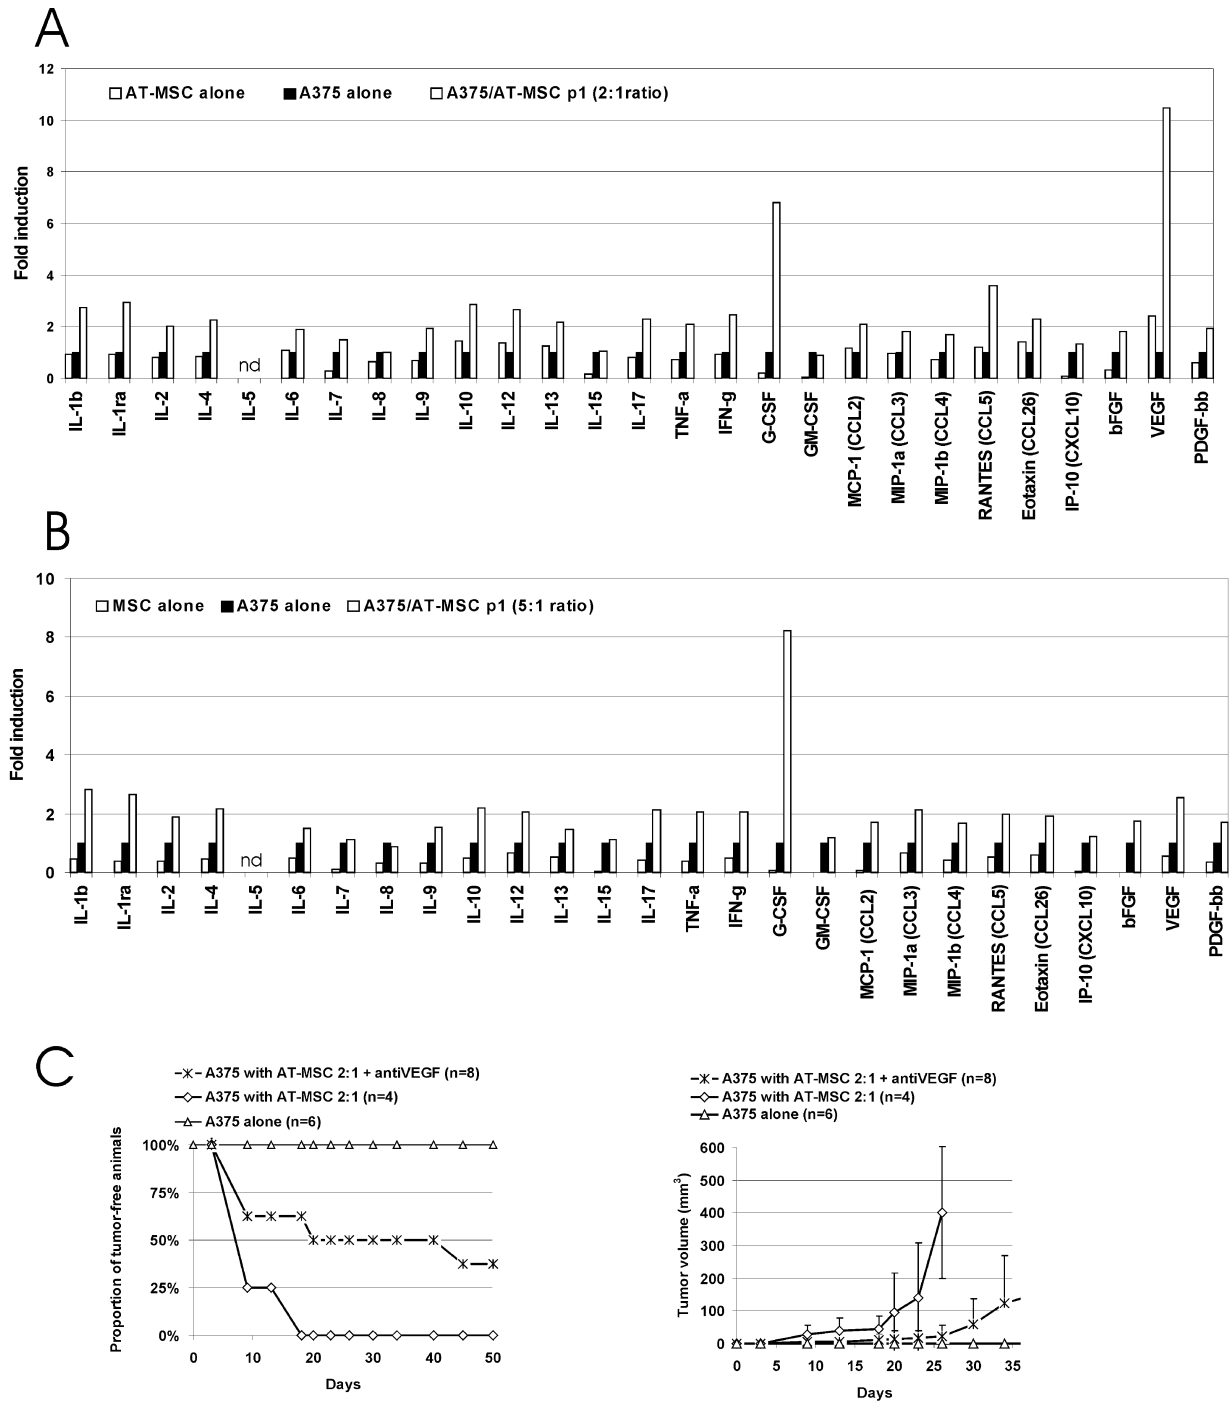 A
12
10
8
6
4
2
0
Fold induction
AT-MSC alone
A375 alone
A375/AT-MSC p1 (2:1ratio)
nd
IL-1b
IL-1ra
IL-2
IL-4
IL-5
IL-6
IL-7
IL-8
IL-9
IL-10
IL-12
IL-13
IL-15
IL-17
TNF-a
IFN-g
G-CSF
GM-CSF
MCP-1 (CCL2)
MIP-1a (CCL3)
MIP-1b (CCL4)
RANTES (CCL5)
Eotaxin (CCL26)
IP-10 (CXCL10)
bFGF
VEGF
PDGF-bb
B
10
8
6
4
2
0
Fold induction
MSC alone
A375 alone
A375/AT-MSC p1 (5:1 ratio)
nd
IL-1b
IL-1ra
IL-2
IL-4
IL-5
IL-6
IL-7
IL-8
IL-9
IL-10
IL-12
IL-13
IL-15
IL-17
TNF-a
IFN-g
G-CSF
GM-CSF
MCP-1 (CCL2)
MIP-1a (CCL3)
MIP-1b (CCL4)
RANTES (CCL5)
Eotaxin (CCL26)
IP-10 (CXCL10)
bFGF
VEGF
PDGF-bb
C
A375 with AT-MSC 2:1 + antiVEGF (n=8)
A375 with AT-MSC 2:1 (n=4)
A375 alone (n=6)
Proportion of tumor-free animals
100%
75%
50%
25%
0%
0 10 20 30 40 50
Days
A375 with AT-MSC 2:1 + antiVEGF (n=8)
A375 with AT-MSC 2:1 (n=4)
A375 alone (n=6)
Tumor volume (mm³)
600
500
400
300
200
100
0
0 5 10 15 20 25 30 35
Days